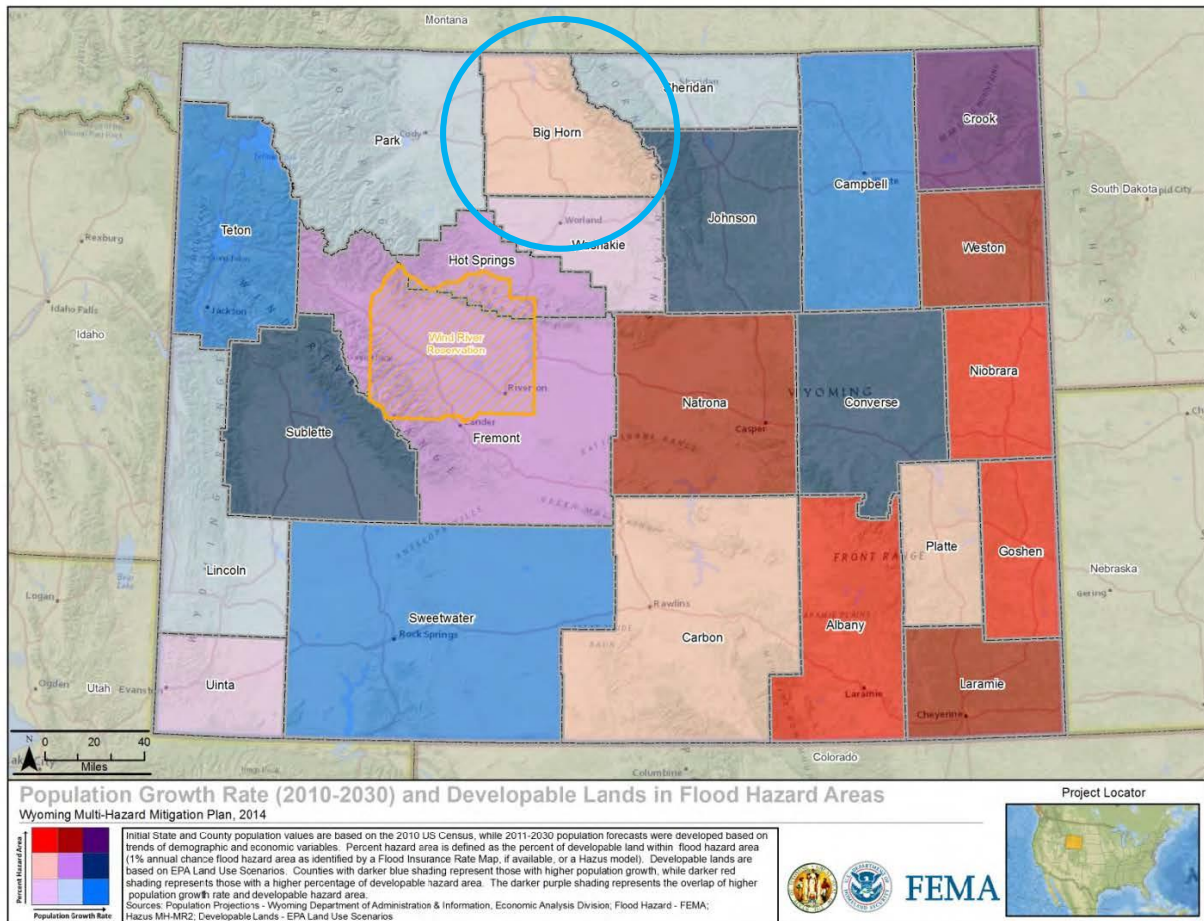 Montana
Sheridan
Park
Cody
Big Horn
Crook
Campbell
South Dakota
Johnson
Teton
Worland
Washakie
Weston
Rexburg
Hot Springs
Idaho Falls
Jackson
Idaho
Wind River
Reservation
Niobrara
Riverton
WYOMING
Natrona
Converse
Casper
Sublette
Lander
Fremont
Platte
Goshen
FRONT RANGE
Nebraska
Lincoln
Gering
Logan
Rawlins
Sweetwater
Albany
Rock Springs
Carbon
Uinta
Laramie
Ogden
Utah
Evanston
Laramie
Cheyenne
N
0 20 40
Miles
Colorado
Columbine
Population Growth Rate (2010-2030) and Developable Lands in Flood Hazard Areas
Wyoming Multi-Hazard Mitigation Plan, 2014
Project Locator
Percent Hazard Area
Population Growth Rate
Initial State and County population values are based on the 2010 US Census, while 2011-2030 population forecasts were developed based on
trends of demographic and economic variables. Percent hazard area is defined as the percent of developable land within flood hazard area
(1% annual chance flood hazard area as identified by a Flood Insurance Rate Map, if available, or a Hazus model). Developable lands are
based on EPA Land Use Scenarios. Counties with darker blue shading represent those with higher population growth, while darker red
shading represents those with a higher percentage of developable hazard area. The darker purple shading represents the overlap of higher
population growth rate and developable hazard area.
Sources: Population Projections - Wyoming Department of Administration & Information, Economic Analysis Division; Flood Hazard - FEMA;
Hazus MH-MR2; Developable Lands - EPA Land Use Scenarios
FEMA